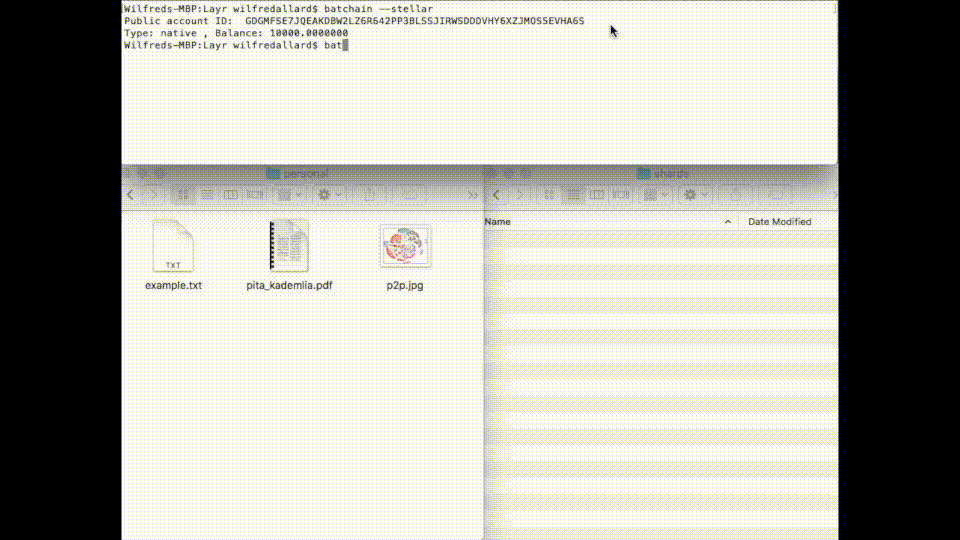 Wilfreds-MBP:Layr wilfredallard$ batchain --stellar
Public account ID:  GDGMFSE7JQEAKDBW2LZ6R642PP3BLSSJIRWSDDDVHY6XZJMOS5EVHA6S
Type: native , Balance: 10000.0000000
Wilfreds-MBP:Layr wilfredallard$ bat
personal
shards
Name
Date Modified
TXT
example.txt
pita_kademlia.pdf
p2p.jpg